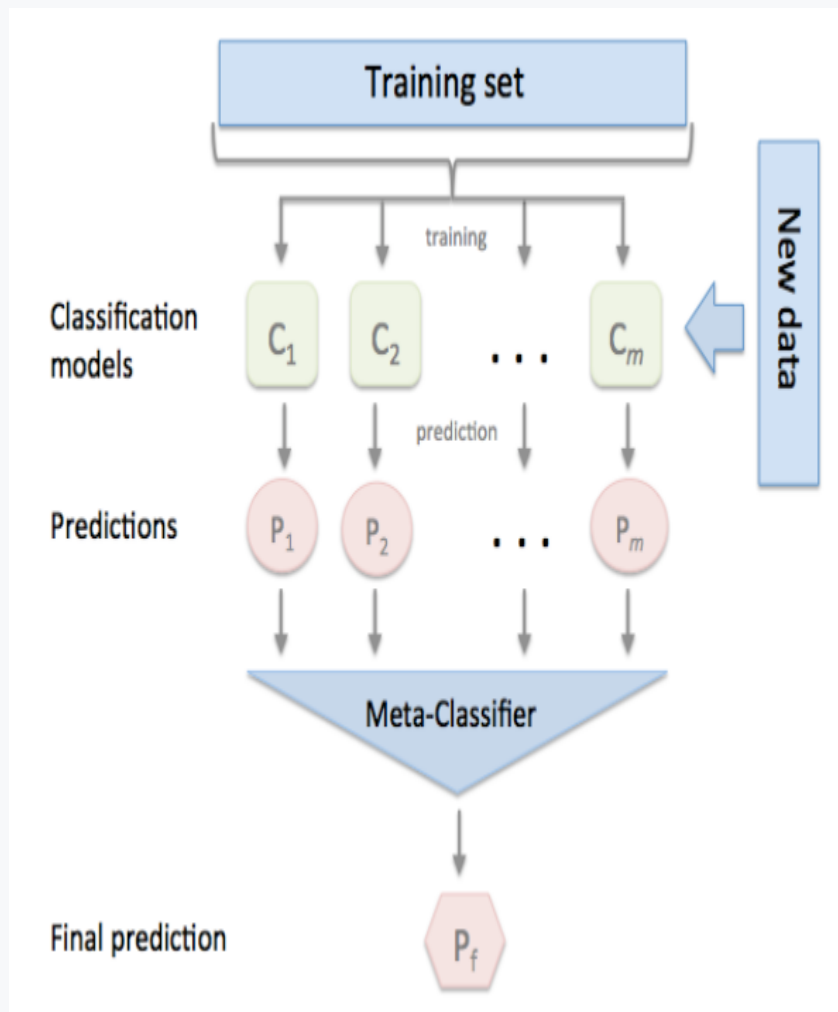 Training set
New data
training
Classification
models
C1 C2 ... Cm
prediction
Predictions
P1 P2 ... Pm
Meta-Classifier
Final prediction
Pf